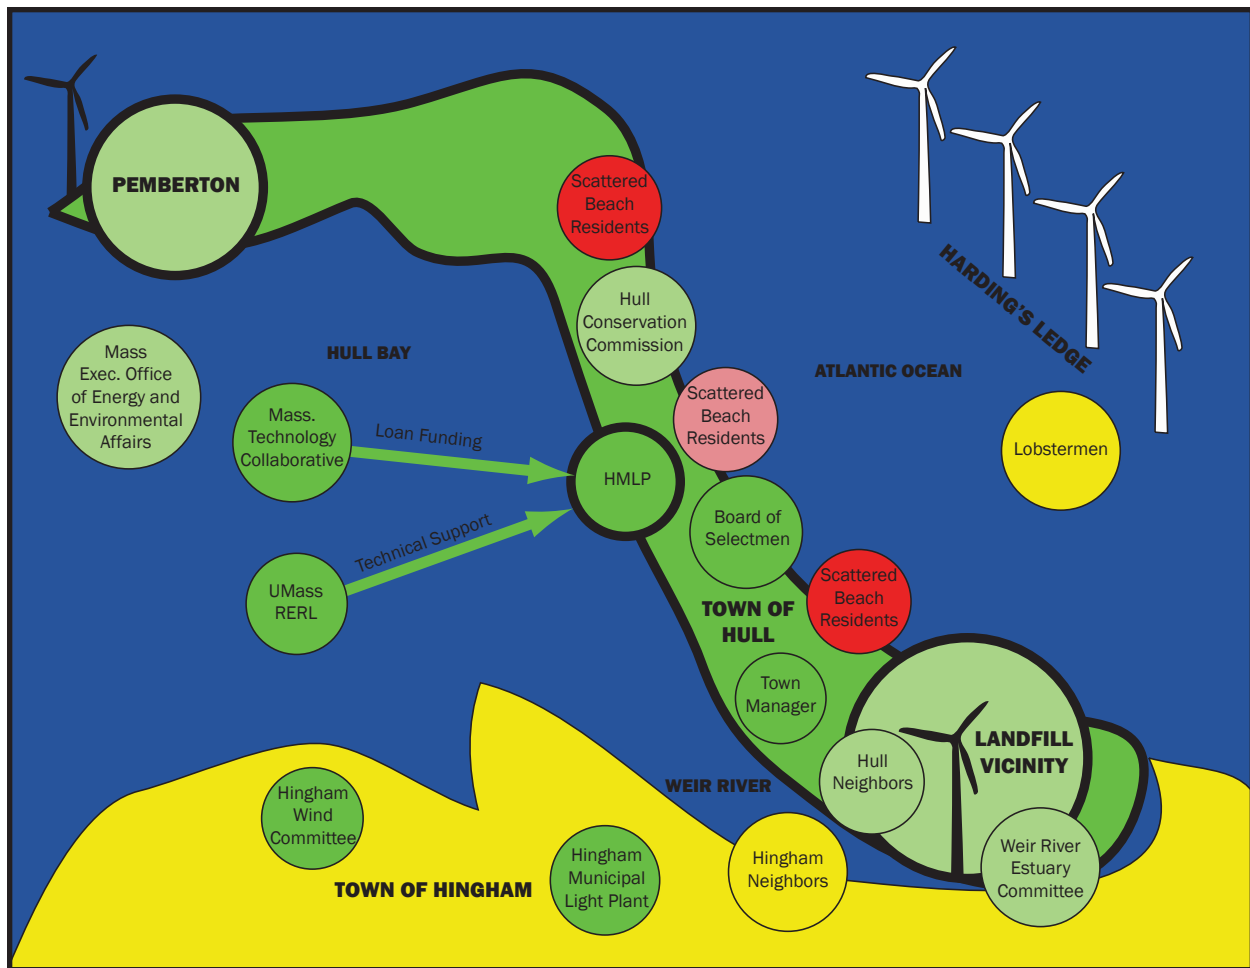 PEMBERTON
Scattered
Beach
Residents
HARDING'S LEDGE
Hull
Conservation
Commission
Mass
Exec. Office
of Energy and
Environmental
Affairs
HULL BAY
ATLANTIC OCEAN
Scattered
Beach
Residents
Mass.
Technology
Collaborative
Loan Funding
Lobstermen
HMLP
Board of
Selectmen
Technical Support
UMass
RERL
Scattered
Beach
Residents
TOWN OF
HULL
Town
Manager
LANDFILL
VICINITY
Hull
Neighbors
WEIR RIVER
Hingham
Wind
Committee
Hingham
Municipal
Light Plant
Hingham
Neighbors
Weir River
Estuary
Committee
TOWN OF HINGHAM